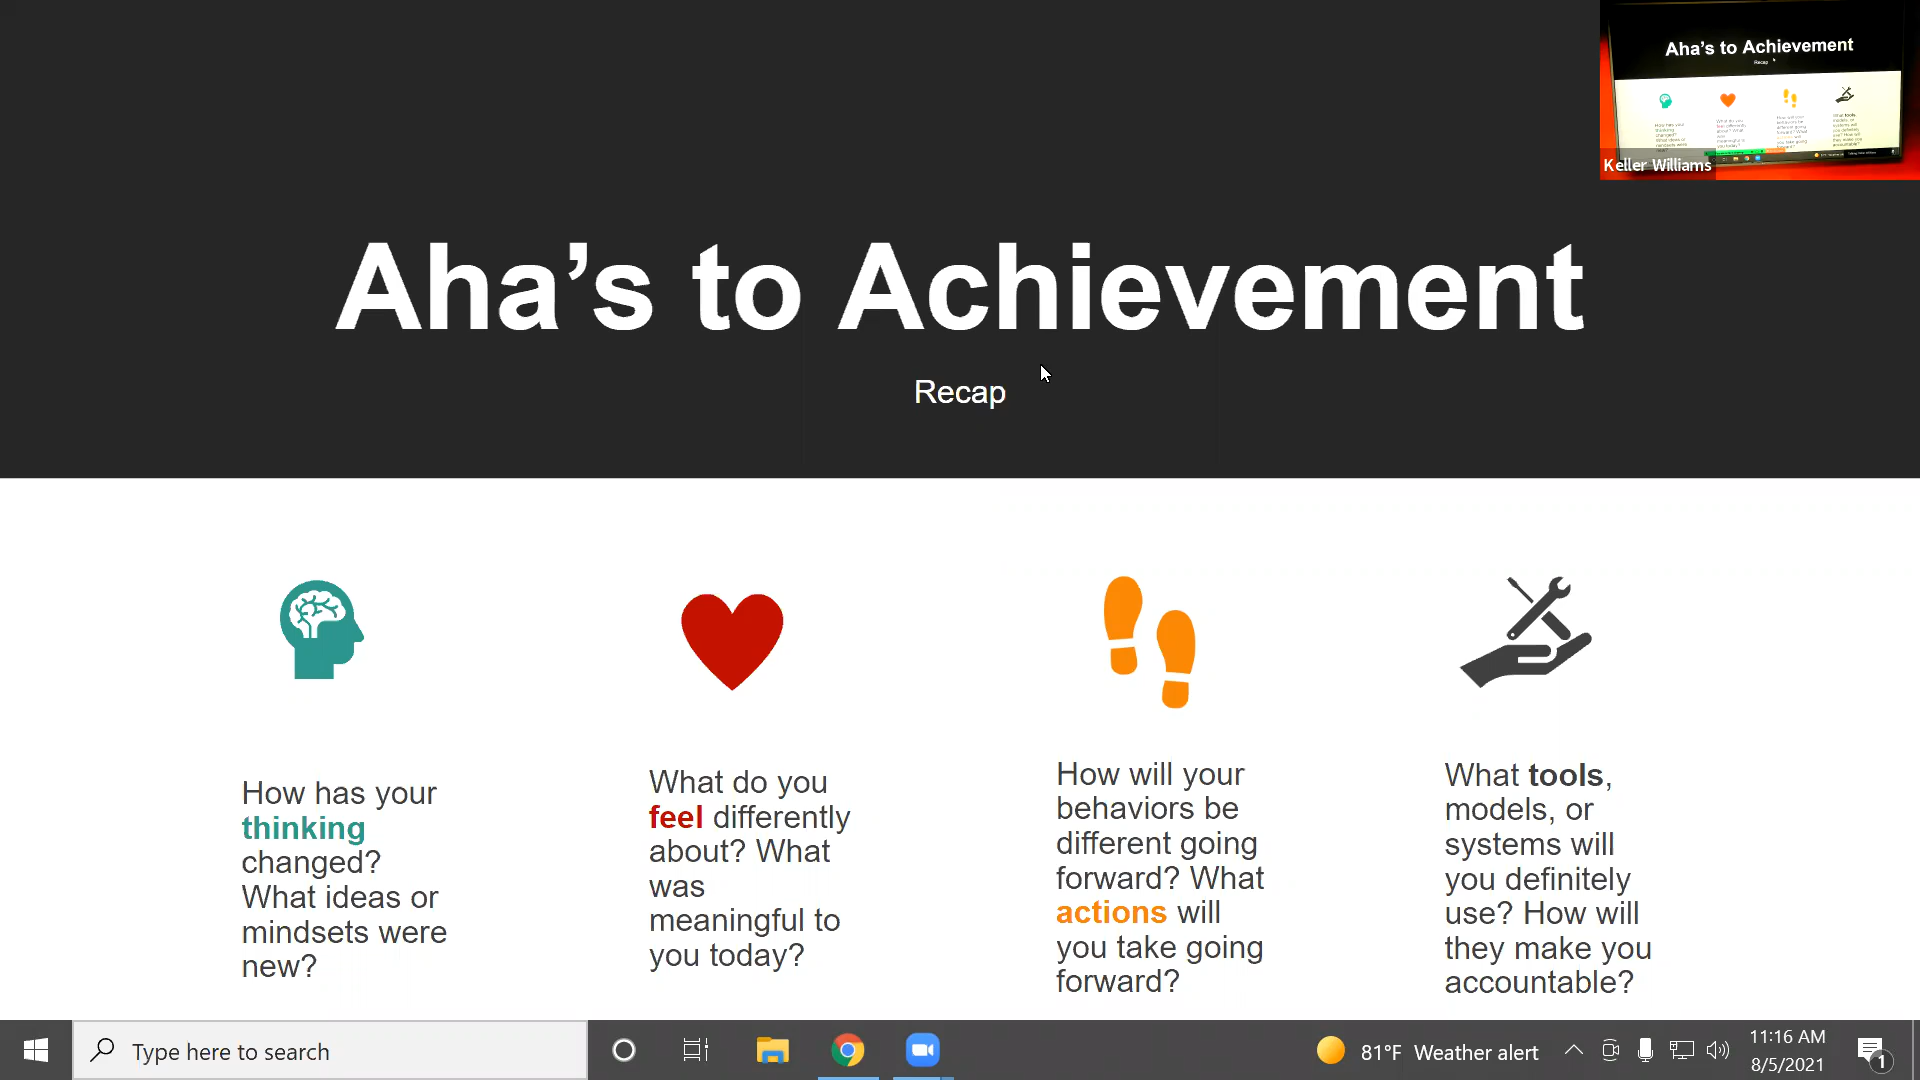 Aha's to Achievement
Recap
Keller Williams
Aha’s to Achievement
Recap
How has your
thinking
changed?
What ideas or
mindsets were
new?
What do you
feel differently
about? What
was
meaningful to
you today?
How will your
behaviors be
different going
forward? What
actions will
you take going
forward?
What tools,
models, or
systems will
you definitely
use? How will
they make you
accountable?
Type here to search
81°F Weather alert
11:16 AM
8/5/2021
1